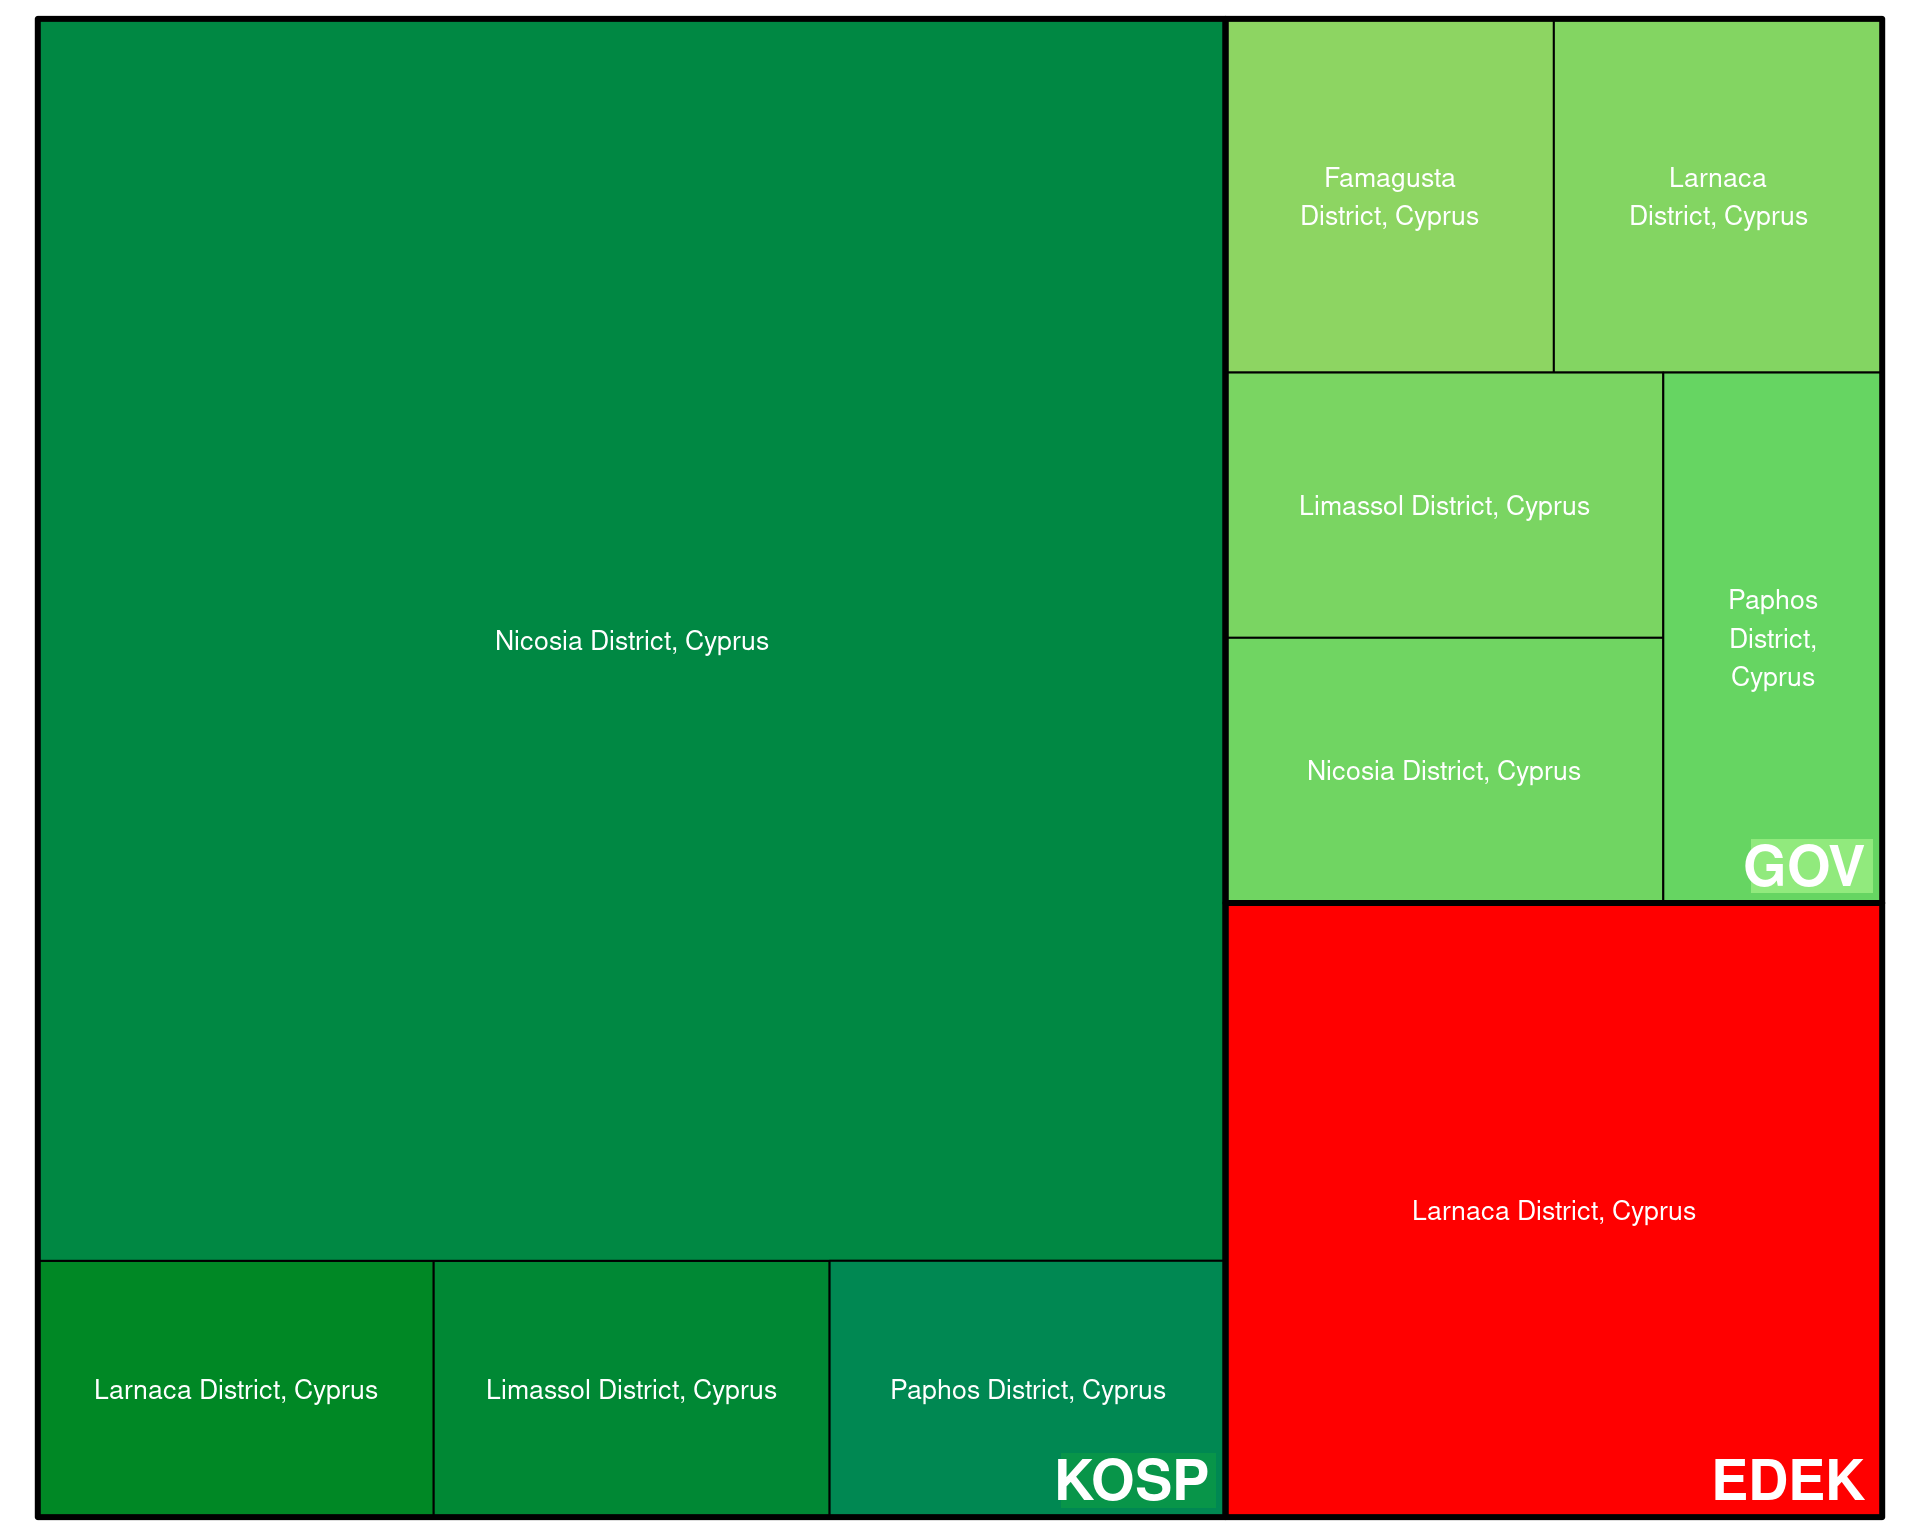 Nicosia District, Cyprus
Larnaca District, Cyprus
Limassol District, Cyprus
Paphos District, Cyprus
KOSP
Famagusta
District, Cyprus
Larnaca
District, Cyprus
Limassol District, Cyprus
Nicosia District, Cyprus
Paphos
District,
Cyprus
GOV
Larnaca District, Cyprus
EDEK